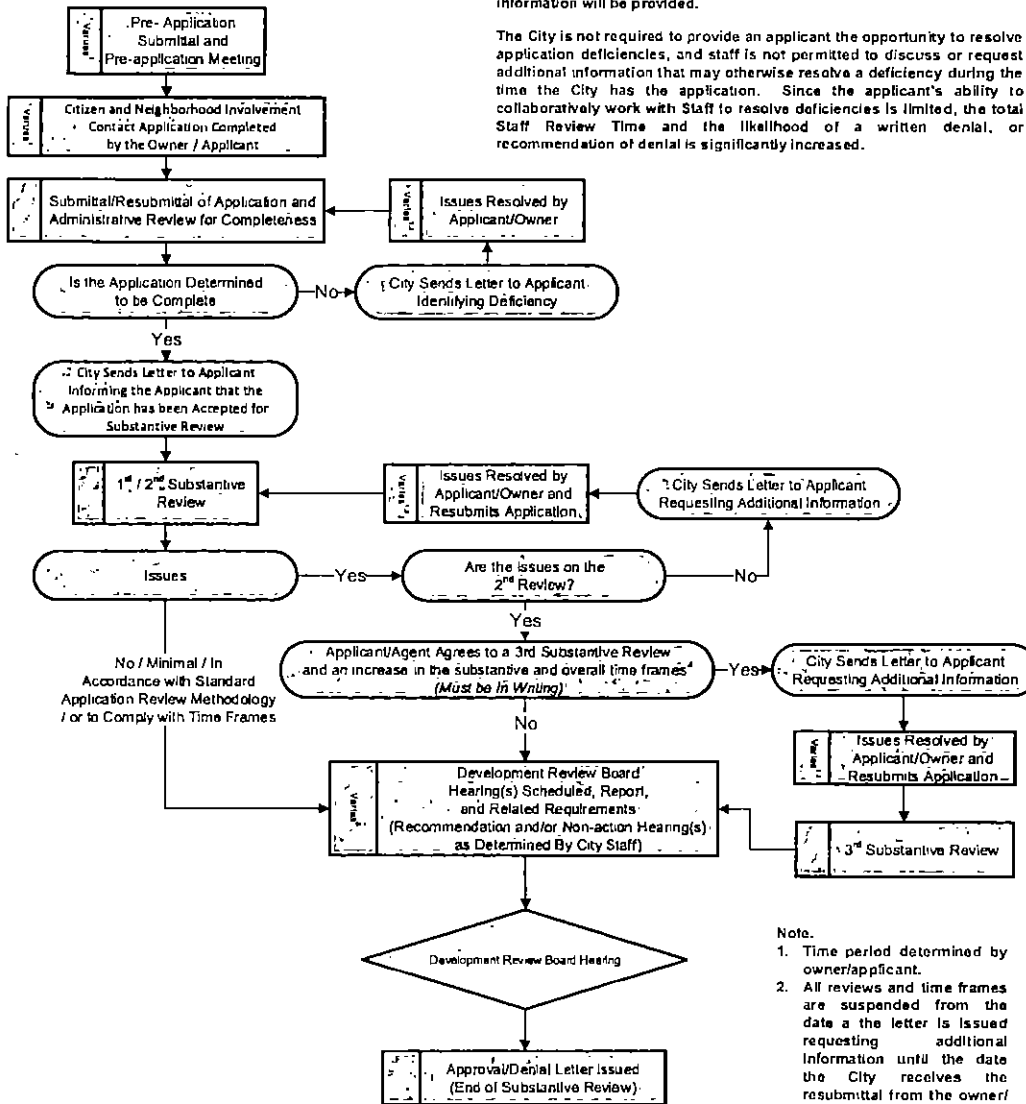 information will be provided.
The City is not required to provide an applicant the opportunity to resolve
application deficiencies, and staff is not permitted to discuss or request
additional information that may otherwise resolve a deficiency during the
time the City has the application. Since the applicant's ability to
collaboratively work with Staff to resolve deficiencies is limited, the total
Staff Review Time and the likelihood of a written denial, or
recommendation of denial is significantly increased.
Varies
Pre- Application
Submittal and
Pre-application Meeting
Varies
Citizen and Neighborhood Involvement
Contact Application Completed
by the Owner / Applicant
Submittal/Resubmittal of Application and
Administrative Review for Completeness
Varies
Issues Resolved by
Applicant/Owner
Is the Application Determined
to be Complete
No
City Sends Letter to Applicant
Identifying Deficiency
Yes
City Sends Letter to Applicant
Informing the Applicant that the
Application has been Accepted for
Substantive Review
1st / 2nd Substantive
Review
Varies
Issues Resolved by
Applicant/Owner and
Resubmits Application
City Sends Letter to Applicant
Requesting Additional Information
Issues
Yes
Are the Issues on the
2nd Review?
No
Yes
No / Minimal / In
Accordance with Standard
Application Review Methodology
/ or to Comply with Time Frames
Applicant/Agent Agrees to a 3rd Substantive Review
and an increase in the substantive and overall time frames4
(Must be in Writing)
Yes
City Sends Letter to Applicant
Requesting Additional Information
No
Varies
Issues Resolved by
Applicant/Owner and
Resubmits Application
Varies
Development Review Board
Hearing(s) Scheduled, Report,
and Related Requirements
(Recommendation and/or Non-action Hearing(s)
as Determined By City Staff)
3rd Substantive Review
Development Review Board Hearing
Approval/Denial Letter Issued
(End of Substantive Review)
Note.
1. Time period determined by
owner/applicant.
2. All reviews and time frames
are suspended from the
date a the letter is issued
requesting additional
information until the date
the City receives the
resubmittal from the owner/